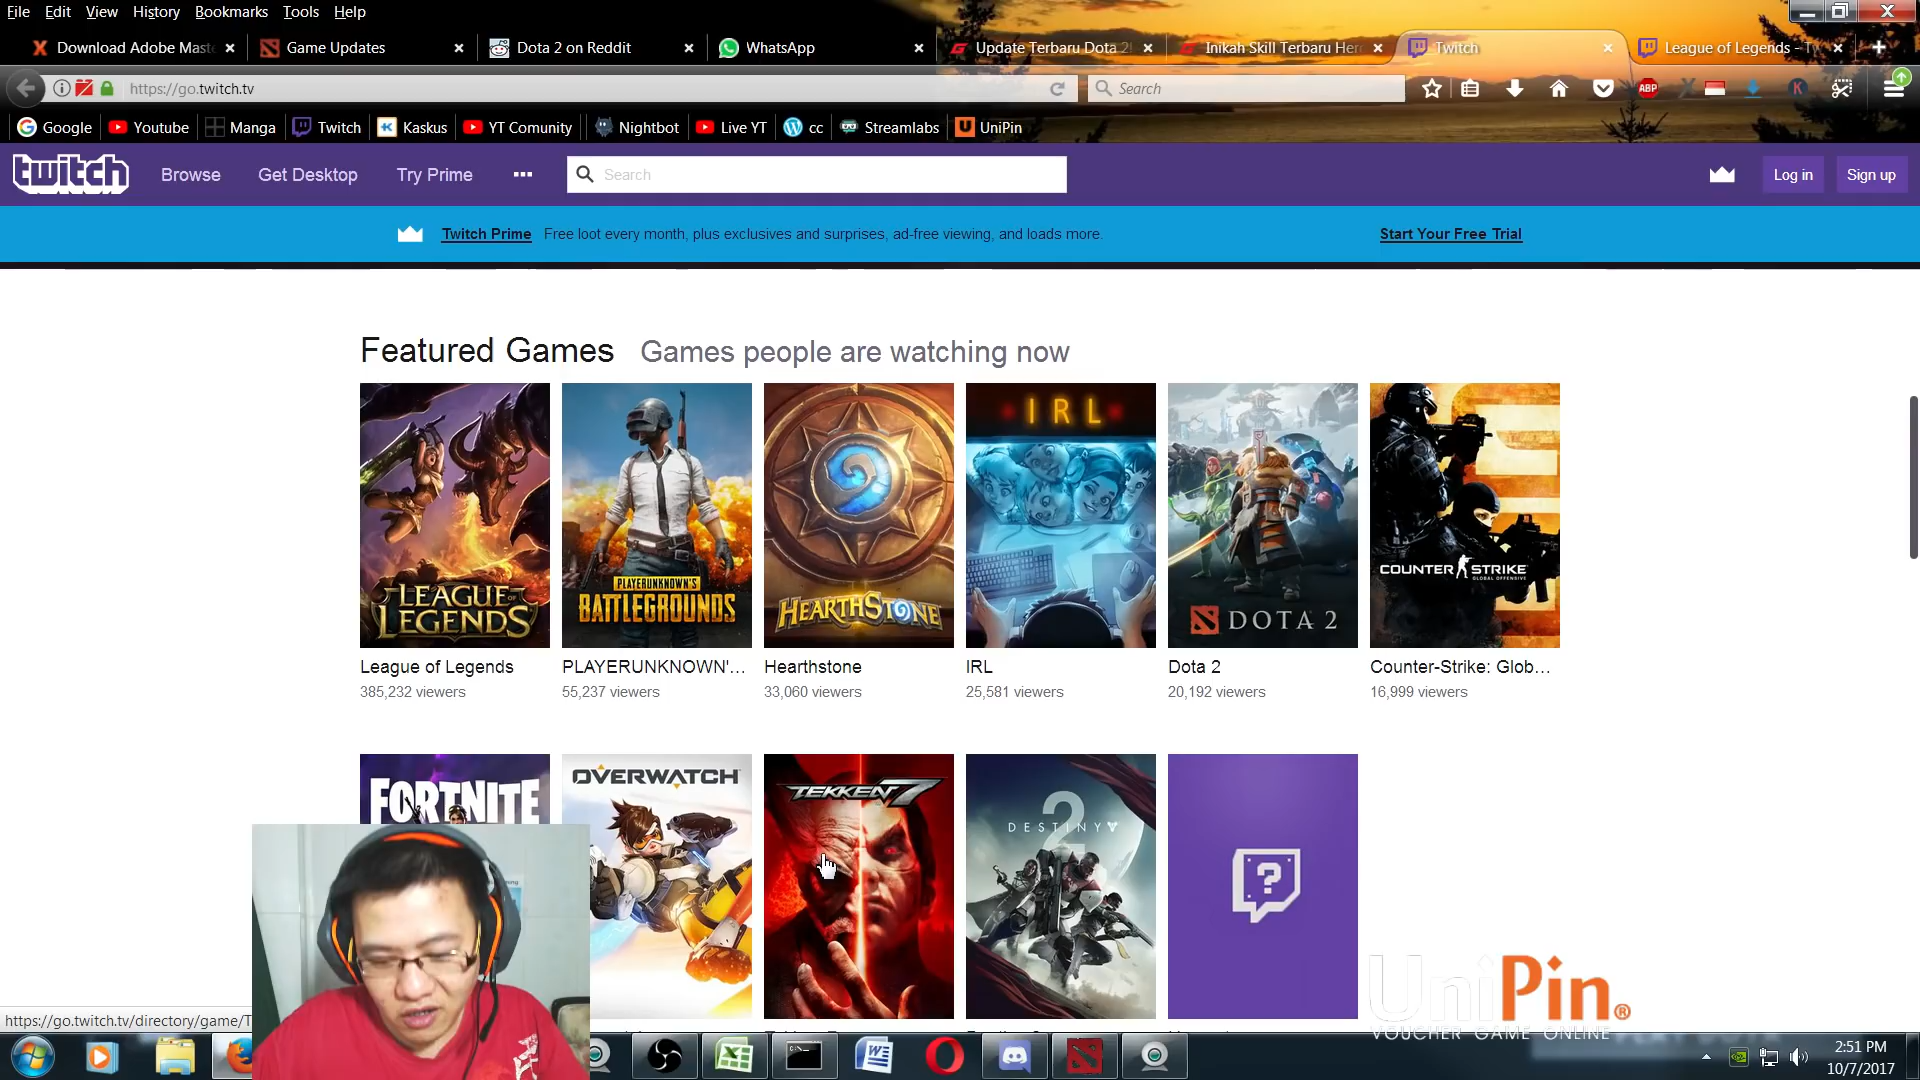 File Edit View History Bookmarks Tools Help
Download Adobe Maste
Game Updates
Dota 2 on Reddit
WhatsApp
Update Terbaru Dota 2
Inikah Skill Terbaru Her
Twitch
League of Legends - T
https://go.twitch.tv
Search
ABP
Google Youtube Manga Twitch Kaskus YT Comunity Nightbot Live YT cc Streamlabs UniPin
twitch Browse Get Desktop Try Prime ... Search Log in Sign up
Twitch Prime Free loot every month, plus exclusives and surprises, ad-free viewing, and loads more. Start Your Free Trial
Featured Games Games people are watching now
LEAGUE OF LEGENDS
PLAYERUNKNOWN'S BATTLEGROUNDS
HEARTHSTONE
IRL
DOTA 2
COUNTER STRIKE GLOBAL OFFENSIVE
League of Legends
385,232 viewers
PLAYERUNKNOWN'...
55,237 viewers
Hearthstone
33,060 viewers
IRL
25,581 viewers
Dota 2
20,192 viewers
Counter-Strike: Glob...
16,999 viewers
FORTNITE
OVERWATCH
TEKKEN 7
DESTINY 2
UniPin®
VOUCHER GAME ONLINE
https://go.twitch.tv/directory/game/T
2:51 PM
10/7/2017